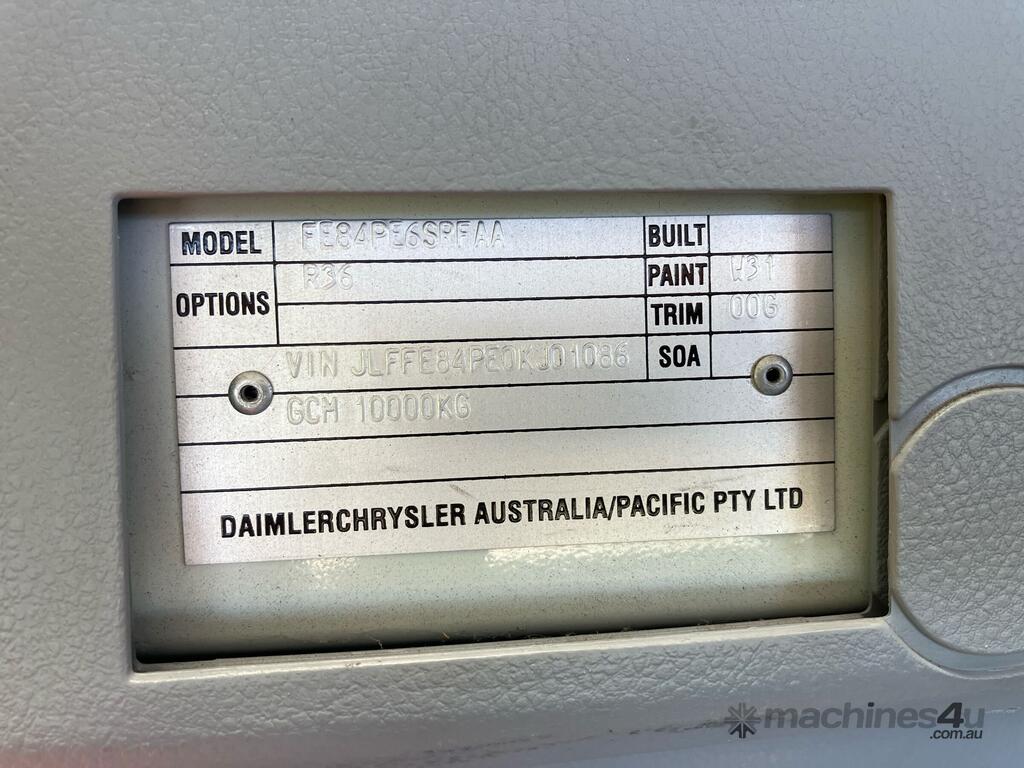 MODEL FE84PE6SRFAA BUILT
OPTIONS R36 PAINT W31
TRIM 00G
VIN JLFFE84PE0KJ01086 SOA
GCM 10000KG
DAIMLERCHRYSLER AUSTRALIA/PACIFIC PTY LTD
machines4u
.com.au